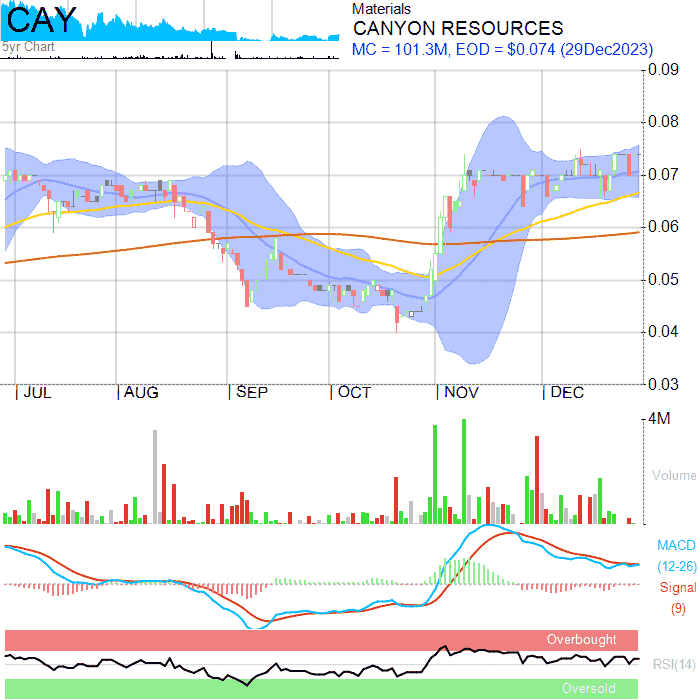 CAY
5yr Chart
Materials
CANYON RESOURCES
MC = 101.3M, EOD = $0.074 (29Dec2023)
0.09
0.08
0.07
0.06
0.05
0.04
0.03
JUL AUG SEP OCT NOV DEC
4M
Volume
MACD
(12-26)
Signal
(9)
Overbought
RSI(14)
Oversold